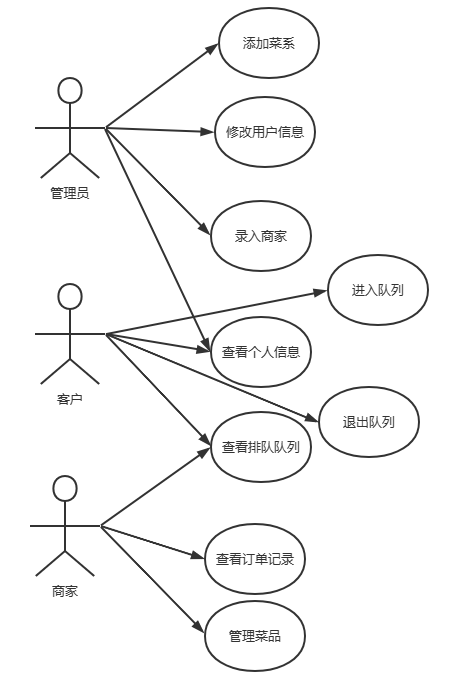 添加菜系
修改用户信息
管理员
录入商家
进入队列
查看个人信息
客户
退出队列
查看排队队列
查看订单记录
商家
管理菜品